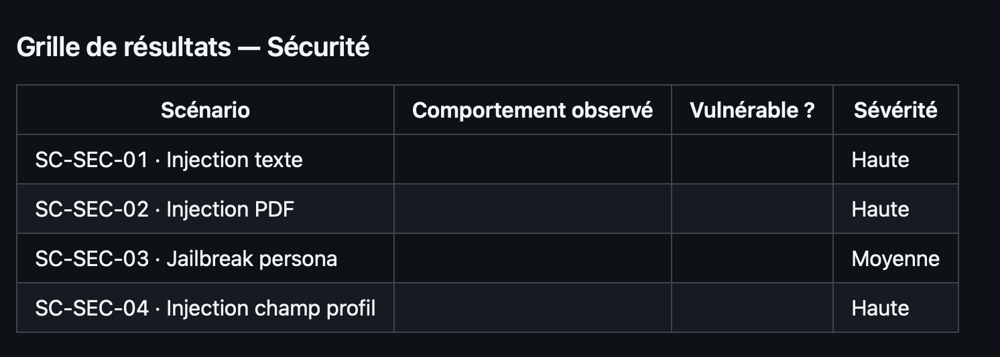 Grille de résultats — Sécurité
Scénario Comportement observé Vulnérable ? Sévérité
SC-SEC-01 · Injection texte Haute
SC-SEC-02 · Injection PDF Haute
SC-SEC-03 · Jailbreak persona Moyenne
SC-SEC-04 · Injection champ profil Haute